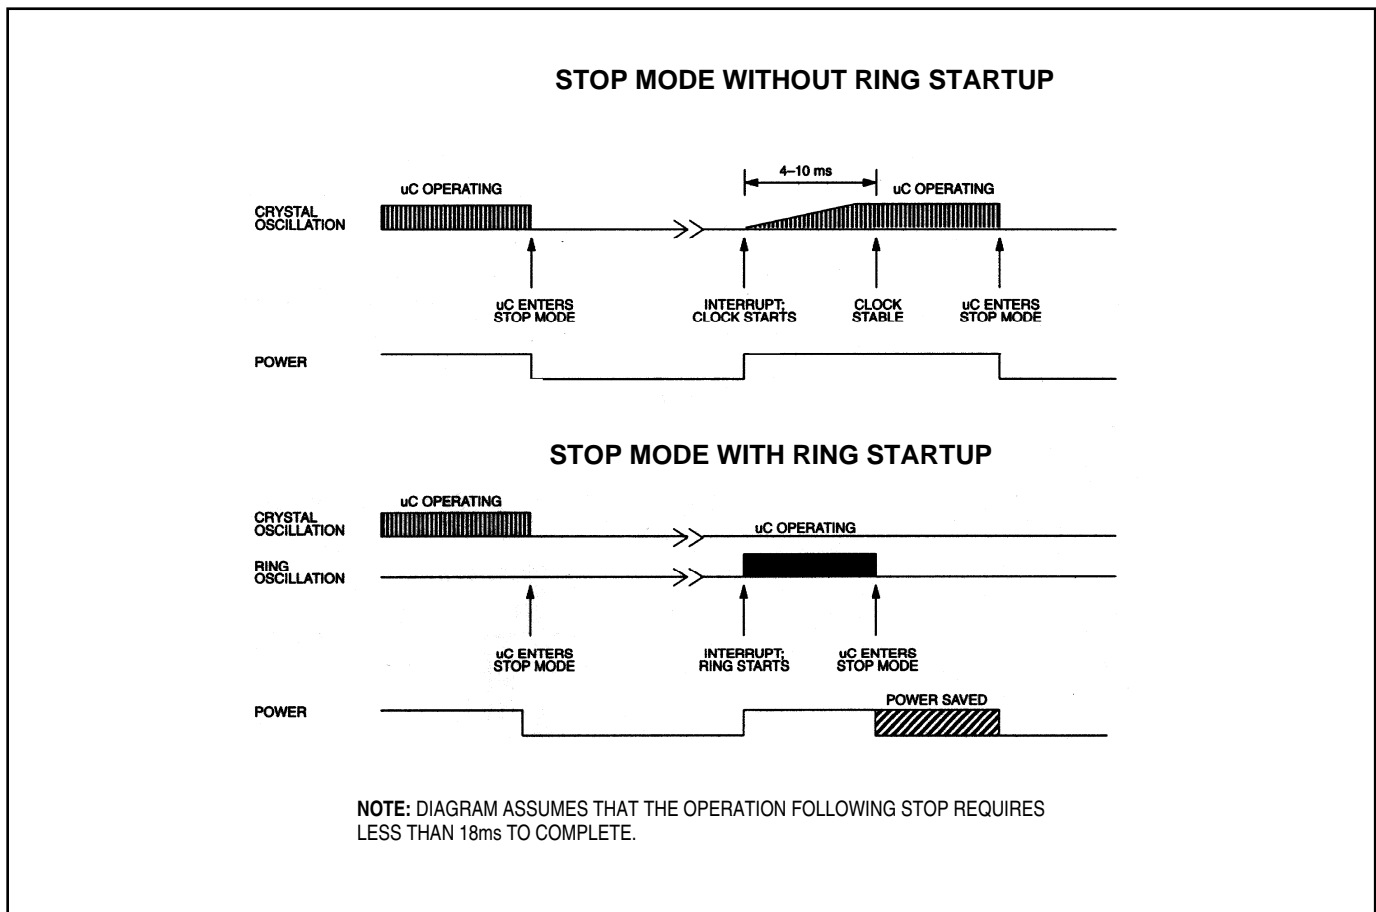 STOP MODE WITHOUT RING STARTUP
4–10 ms
uC OPERATING
uC OPERATING
CRYSTAL
OSCILLATION
uC ENTERS
STOP MODE
INTERRUPT;
CLOCK STARTS
CLOCK
STABLE
uC ENTERS
STOP MODE
POWER
STOP MODE WITH RING STARTUP
uC OPERATING
CRYSTAL
OSCILLATION
uC OPERATING
RING
OSCILLATION
uC ENTERS
STOP MODE
INTERRUPT;
RING STARTS
uC ENTERS
STOP MODE
POWER SAVED
POWER
NOTE: DIAGRAM ASSUMES THAT THE OPERATION FOLLOWING STOP REQUIRES
LESS THAN 18ms TO COMPLETE.